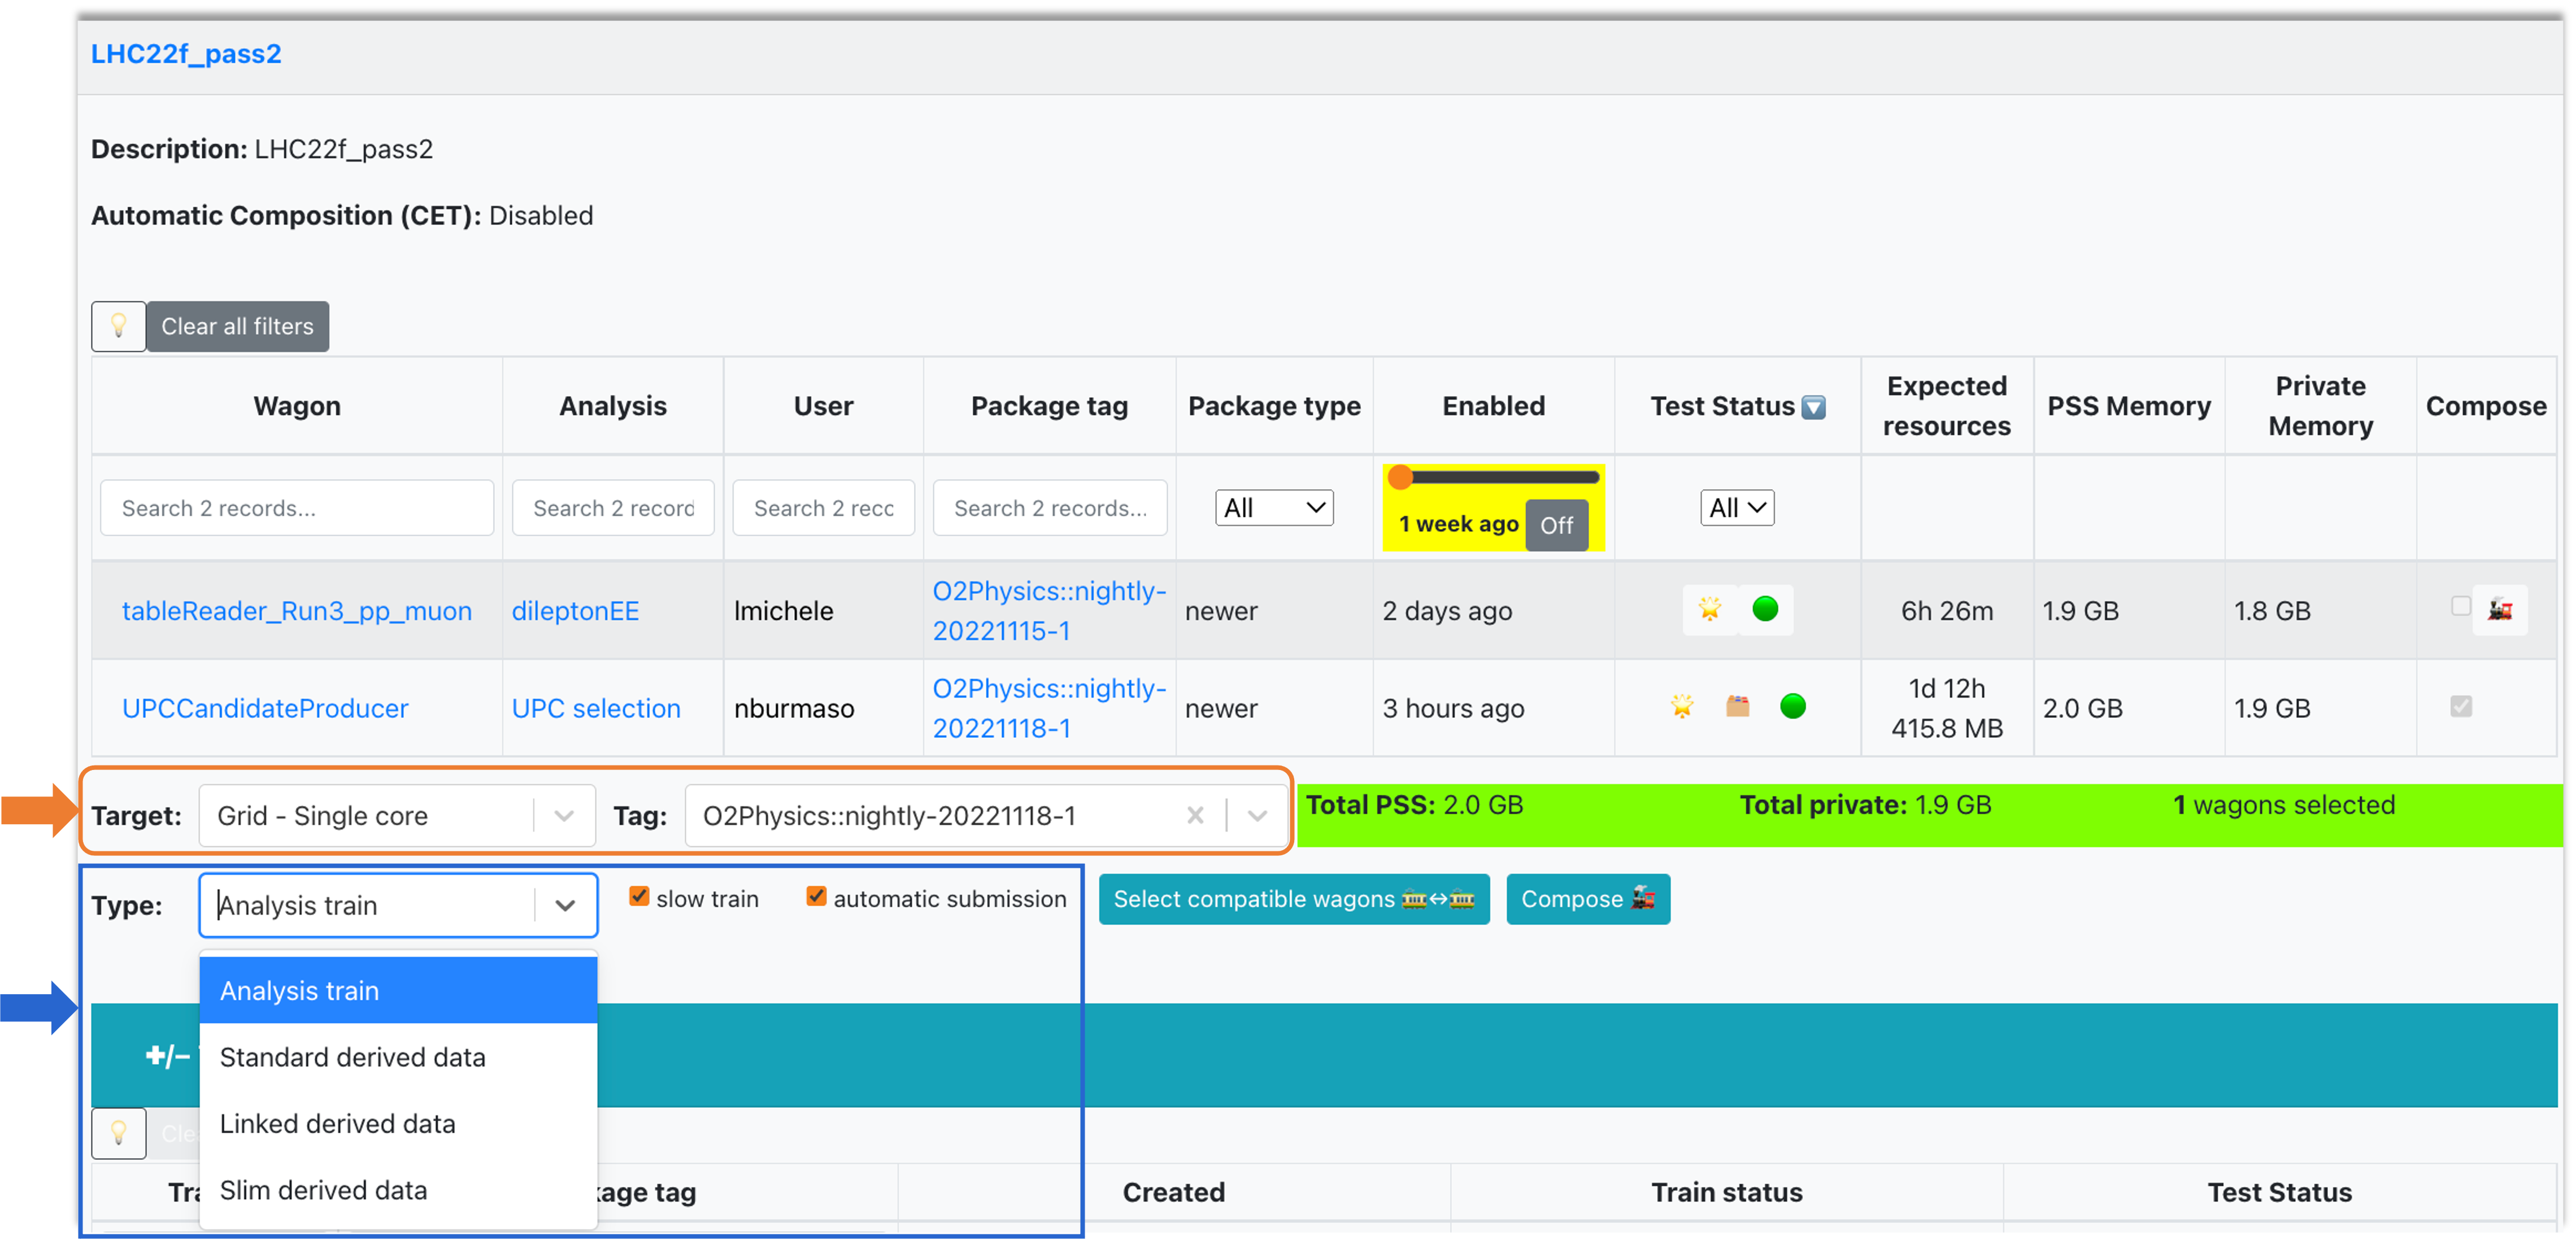 LHC22f_pass2
Description: LHC22f_pass2
Automatic Composition (CET): Disabled
Clear all filters
Wagon Analysis User Package tag Package type Enabled Test Status Expected resources PSS Memory Private Memory Compose
Search 2 records... Search 2 record Search 2 rec Search 2 records... All 1 week ago Off All
tableReader_Run3_pp_muon dileptonEE lmichele O2Physics::nightly-20221115-1 newer 2 days ago 6h 26m 1.9 GB 1.8 GB
UPCCandidateProducer UPC selection nburmaso O2Physics::nightly-20221118-1 newer 3 hours ago 1d 12h 415.8 MB 2.0 GB 1.9 GB
Target: Grid - Single core Tag: O2Physics::nightly-20221118-1 Total PSS: 2.0 GB Total private: 1.9 GB 1 wagons selected
Type: Analysis train slow train automatic submission Select compatible wagons Compose
Analysis train
+/-
Standard derived data
Linked derived data
Cle
Slim derived data
Tra kage tag Created Train status Test Status